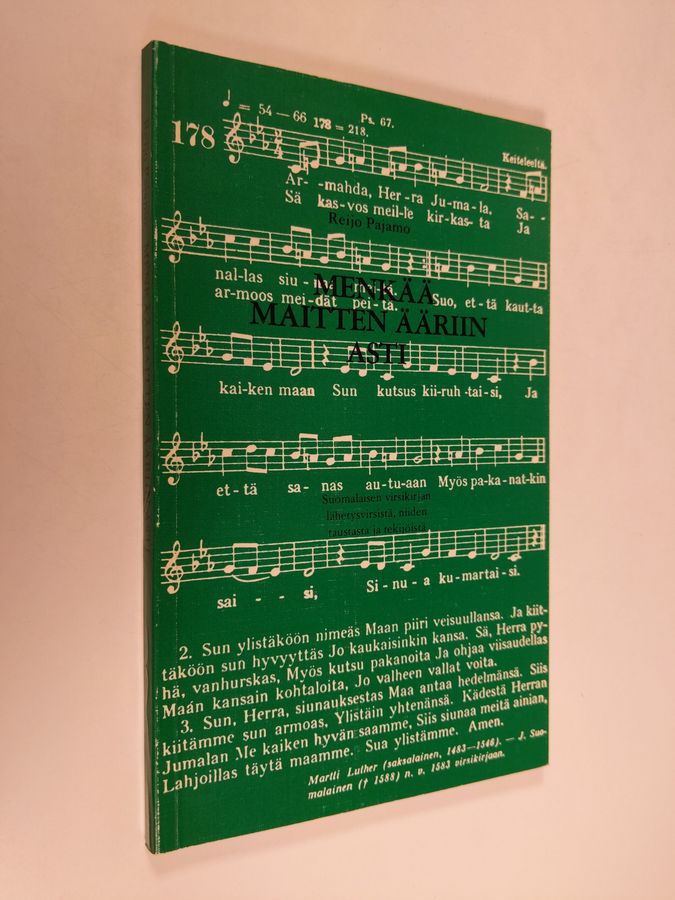 ♩ = 54 — 66 178 = 218. Ps. 67.
178 Keiteleeltä.
Ar- -mahda, Her-ra Ju-ma-la, Sa- -
Sä kas-vos meil-le kir-kas-ta Ja
Reijo Pajamo
nal-las siu- Suo, et-tä kaut-ta
ar-moos mei-dät pei-tä.
MENKÄÄ
MAITTEN ÄÄRIIN
ASTI
kai-ken maan Sun kutsus kii-ruh-tai-si, Ja
et-tä sa- nas au-tu-aan Myös pa-ka-nat-kin
Suomalaisen virsikirjan
lähetysvirsistä, niiden
taustasta ja tekijöistä.
sai - - si, Si-nu-a ku-martai-si.
2. Sun ylistäköön nimeäs Maan piiri veisuullansa. Ja kiit-
täköön sun hyvyyttäs Jo kaukaisinkin kansa. Sä, Herra py-
hä, vanhurskas, Myös kutsu pakanoita Ja ohjaa viisaudellas
Maan kansain kohtaloita, Jo valheen vallat voita.
3. Sun, Herra, siunauksestas Maa antaa hedelmänsä. Siis
kiitämme sun armoas, Ylistäin yhtenänsä. Kädestä Herran
Jumalan Me kaiken hyvän saamme, Siis siunaa meitä ainian,
Lahjoillas täytä maamme. Sua ylistämme. Amen.
Martti Luther (saksalainen, 1483—1546). — J. Suo-
malainen († 1588) n. v. 1583 virsikirjaan.